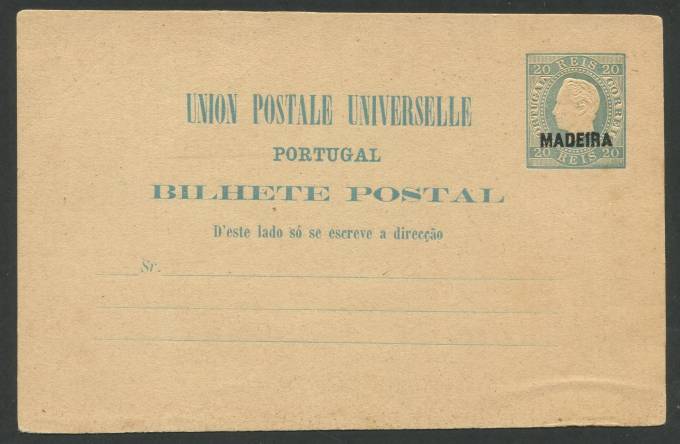 UNION POSTALE UNIVERSELLE
PORTUGAL
BILHETE POSTAL
D'este lado só se escreve a direcção
Sr.
20 REIS 20
PORTUGAL
CORREIO
MADEIRA
20 REIS 20